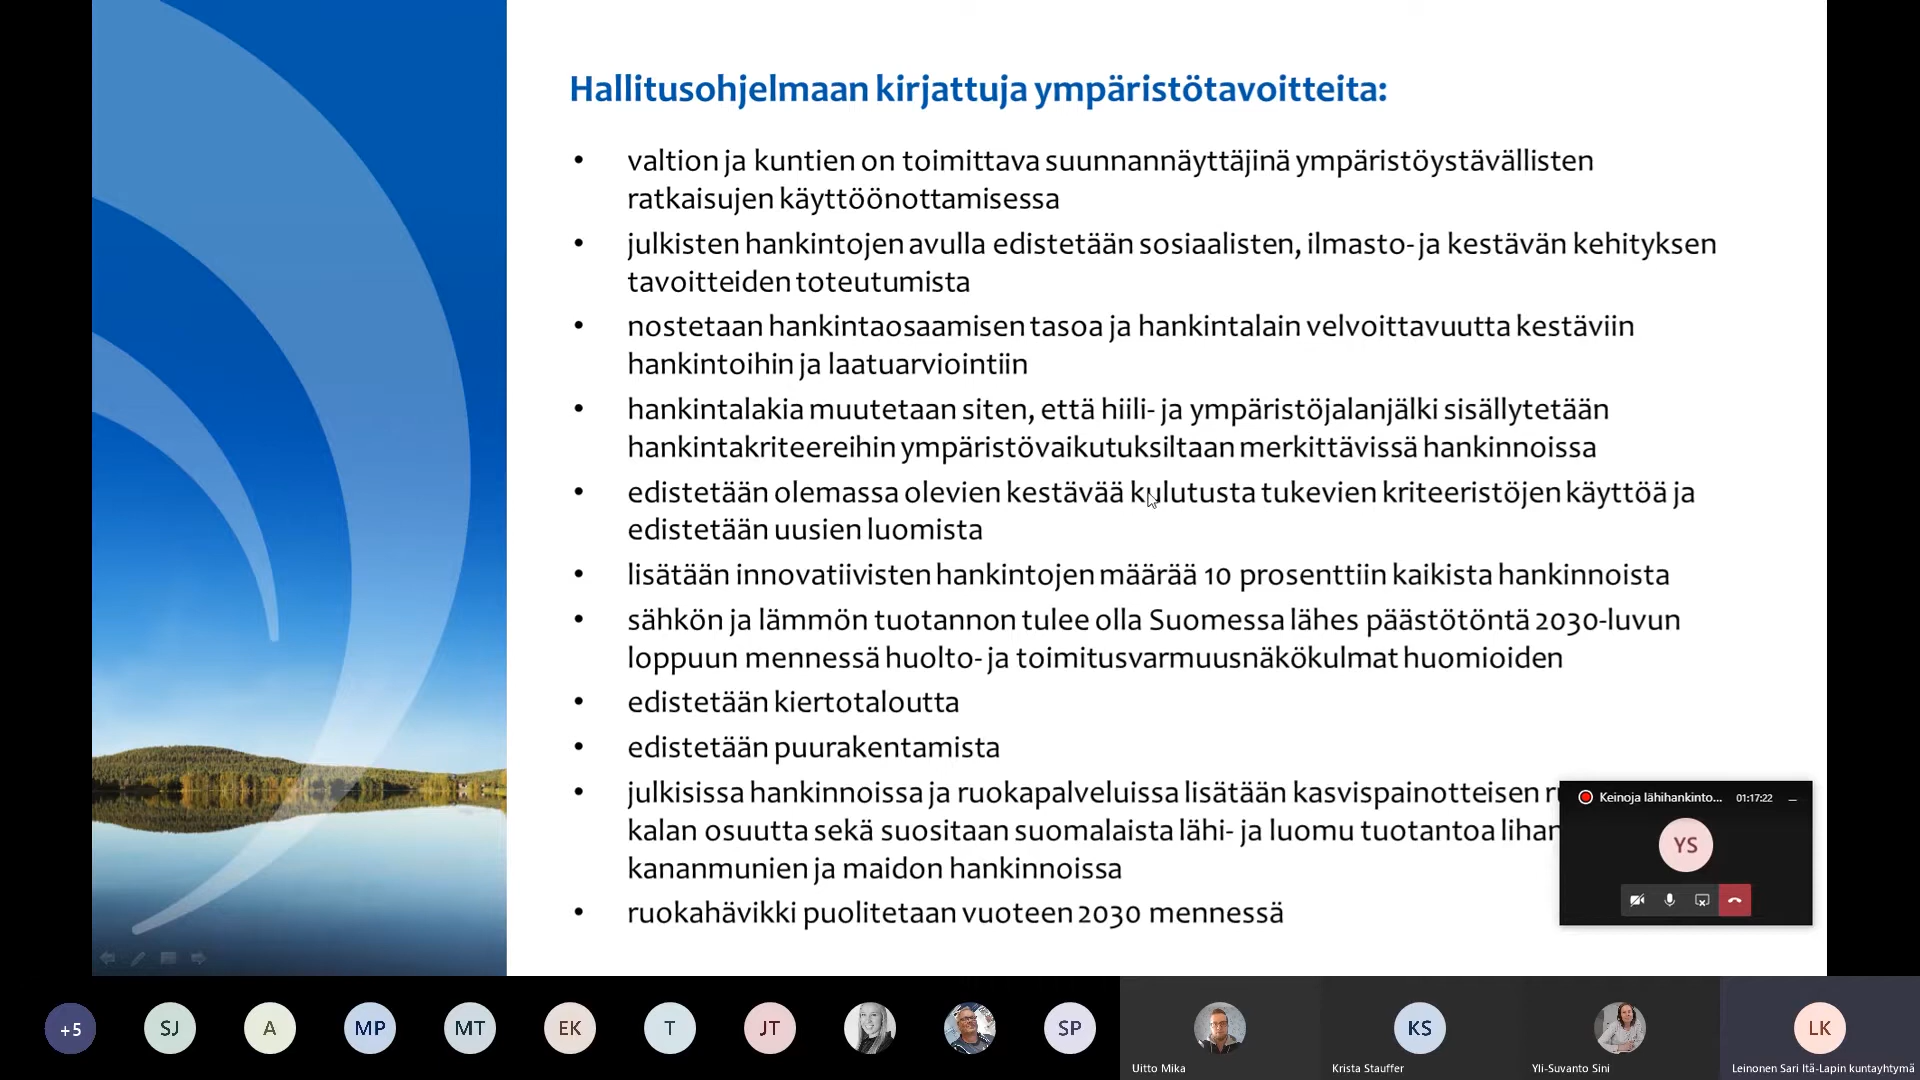 Hallitusohjelmaan kirjattuja ympäristötavoitteita:
• valtion ja kuntien on toimittava suunnannäyttäjinä ympäristöystävällisten
ratkaisujen käyttöönottamisessa
• julkisten hankintojen avulla edistetään sosiaalisten, ilmasto- ja kestävän kehityksen
tavoitteiden toteutumista
• nostetaan hankintaosaamisen tasoa ja hankintalain velvoittavuutta kestäviin
hankintoihin ja laatuarviointiin
• hankintalakia muutetaan siten, että hiili- ja ympäristöjalanjälki sisällytetään
hankintakriteereihin ympäristövaikutuksiltaan merkittävissä hankinnoissa
• edistetään olemassa olevien kestävää kulutusta tukevien kriteeristöjen käyttöä ja
edistetään uusien luomista
• lisätään innovatiivisten hankintojen määrää 10 prosenttiin kaikista hankinnoista
• sähkön ja lämmön tuotannon tulee olla Suomessa lähes päästötöntä 2030-luvun
loppuun mennessä huolto- ja toimitusvarmuusnäkökulmat huomioiden
• edistetään kiertotaloutta
• edistetään puurakentamista
• julkisissa hankinnoissa ja ruokapalveluissa lisätään kasvispainotteisen
kalan osuutta sekä suositaan suomalaista lähi- ja luomu tuotantoa
kananmunien ja maidon hankinnoissa
• ruokahävikki puolitetaan vuoteen 2030 mennessä
Keinoja lähihankinto... 01:17:22
YS
+5 SJ A MP MT EK T JT SP KS LK
Uitto Mika Krista Stauffer Yli-Suvanto Sini Leinonen Sari Itä-Lapin kuntayhtymä